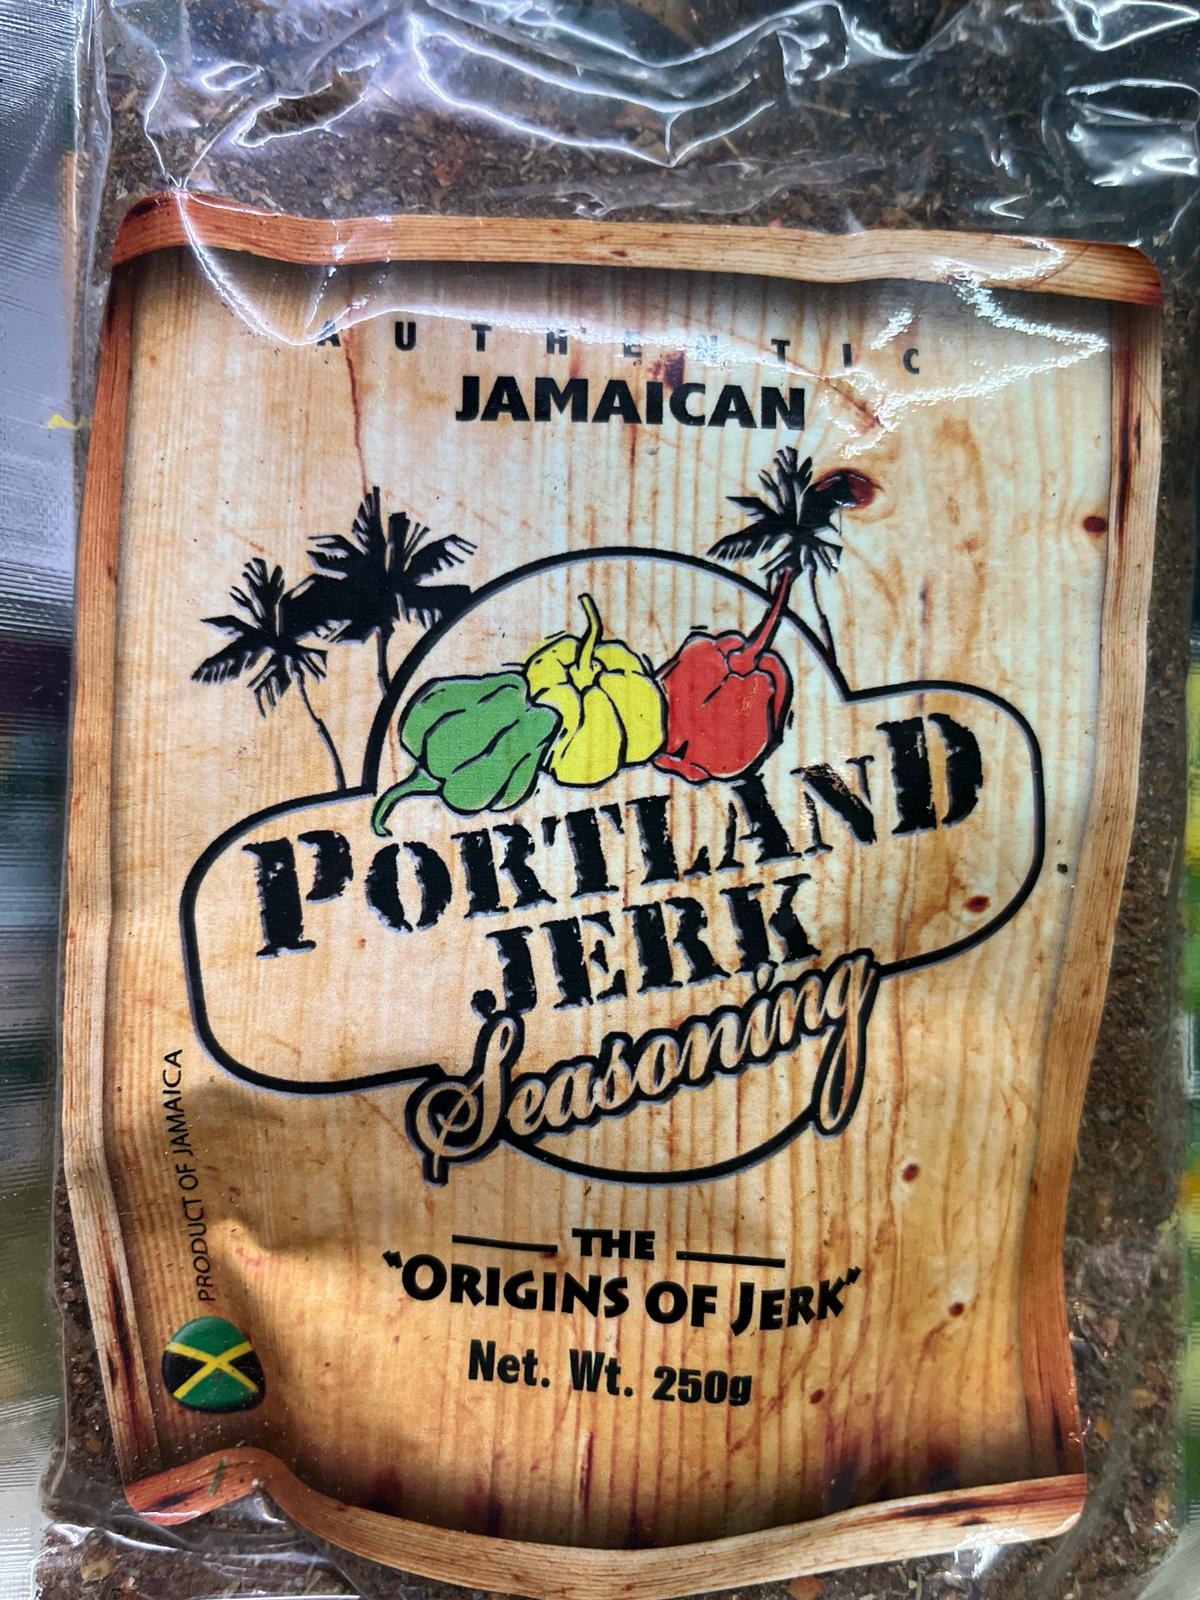 AUTHENTIC
JAMAICAN
PORTLAND
JERK
Seasoning
PRODUCT OF JAMAICA
THE
"ORIGINS OF JERK"
Net. Wt. 250g